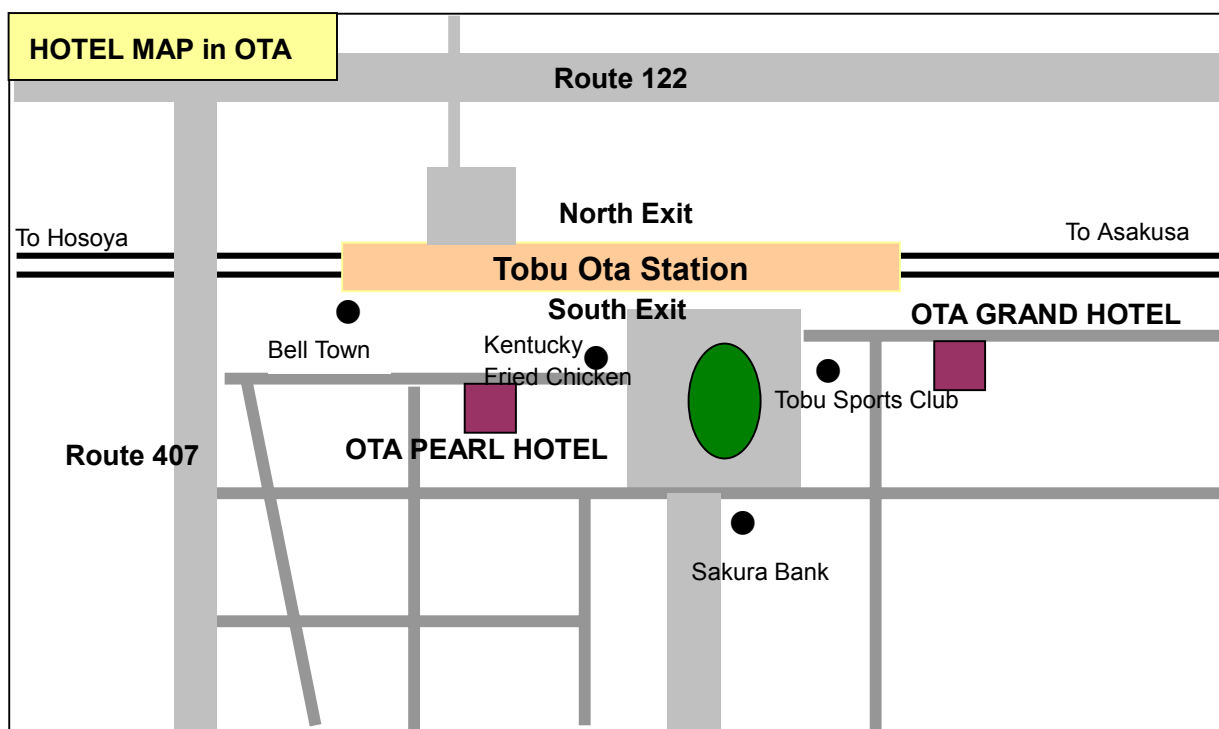 HOTEL MAP in OTA
Route 122
North Exit
To Hosoya
To Asakusa
Tobu Ota Station
South Exit
OTA GRAND HOTEL
Bell Town
Kentucky
Fried Chicken
Tobu Sports Club
OTA PEARL HOTEL
Route 407
Sakura Bank